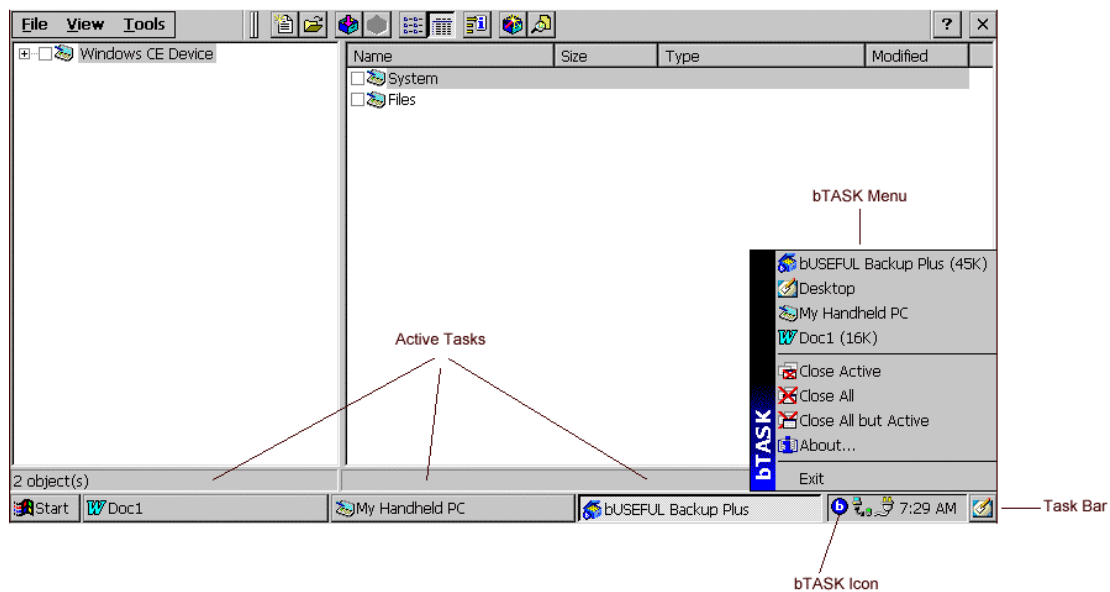 File View Tools ? ×
Windows CE Device
Name Size Type Modified
System
Files
bTASK Menu
bUSEFUL Backup Plus (45K)
Desktop
My Handheld PC
Doc1 (16K)
Close Active
Close All
Close All but Active
About...
Exit
bTASK
Active Tasks
2 object(s)
Start Doc1 My Handheld PC bUSEFUL Backup Plus b 7:29 AM
Task Bar
bTASK Icon